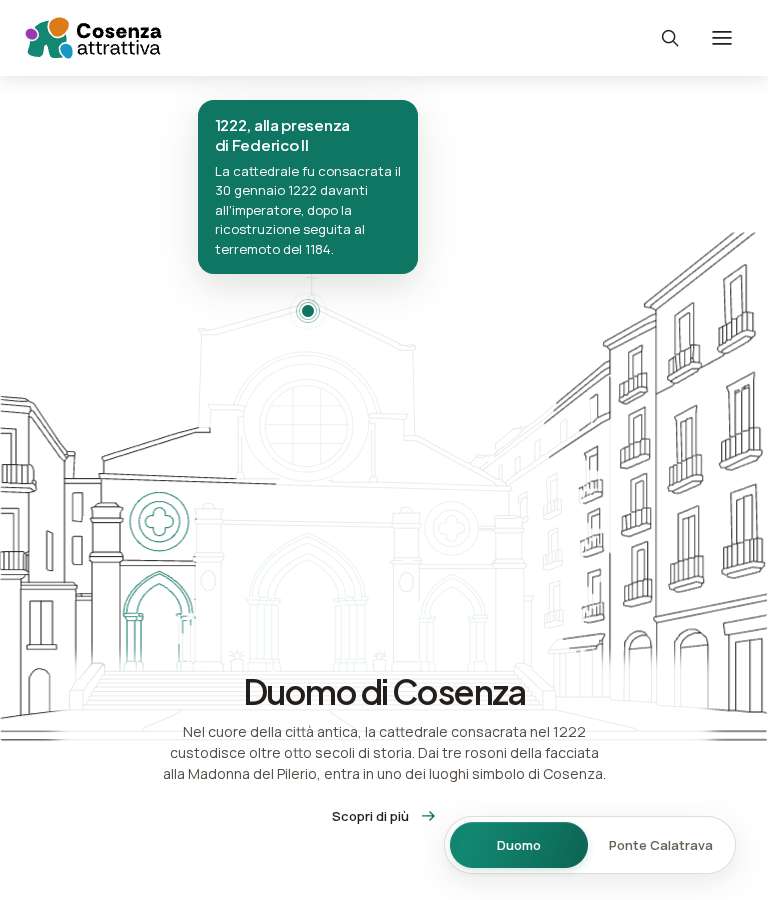 Cosenza
attrattiva
1222, alla presenza
di Federico II
La cattedrale fu consacrata il
30 gennaio 1222 davanti
all'imperatore, dopo la
ricostruzione seguita al
terremoto del 1184.
Duomo di Cosenza
Nel cuore della città antica, la cattedrale consacrata nel 1222
custodisce oltre otto secoli di storia. Dai tre rosoni della facciata
alla Madonna del Pilerio, entra in uno dei luoghi simbolo di Cosenza.
Scopri di più
Duomo
Ponte Calatrava